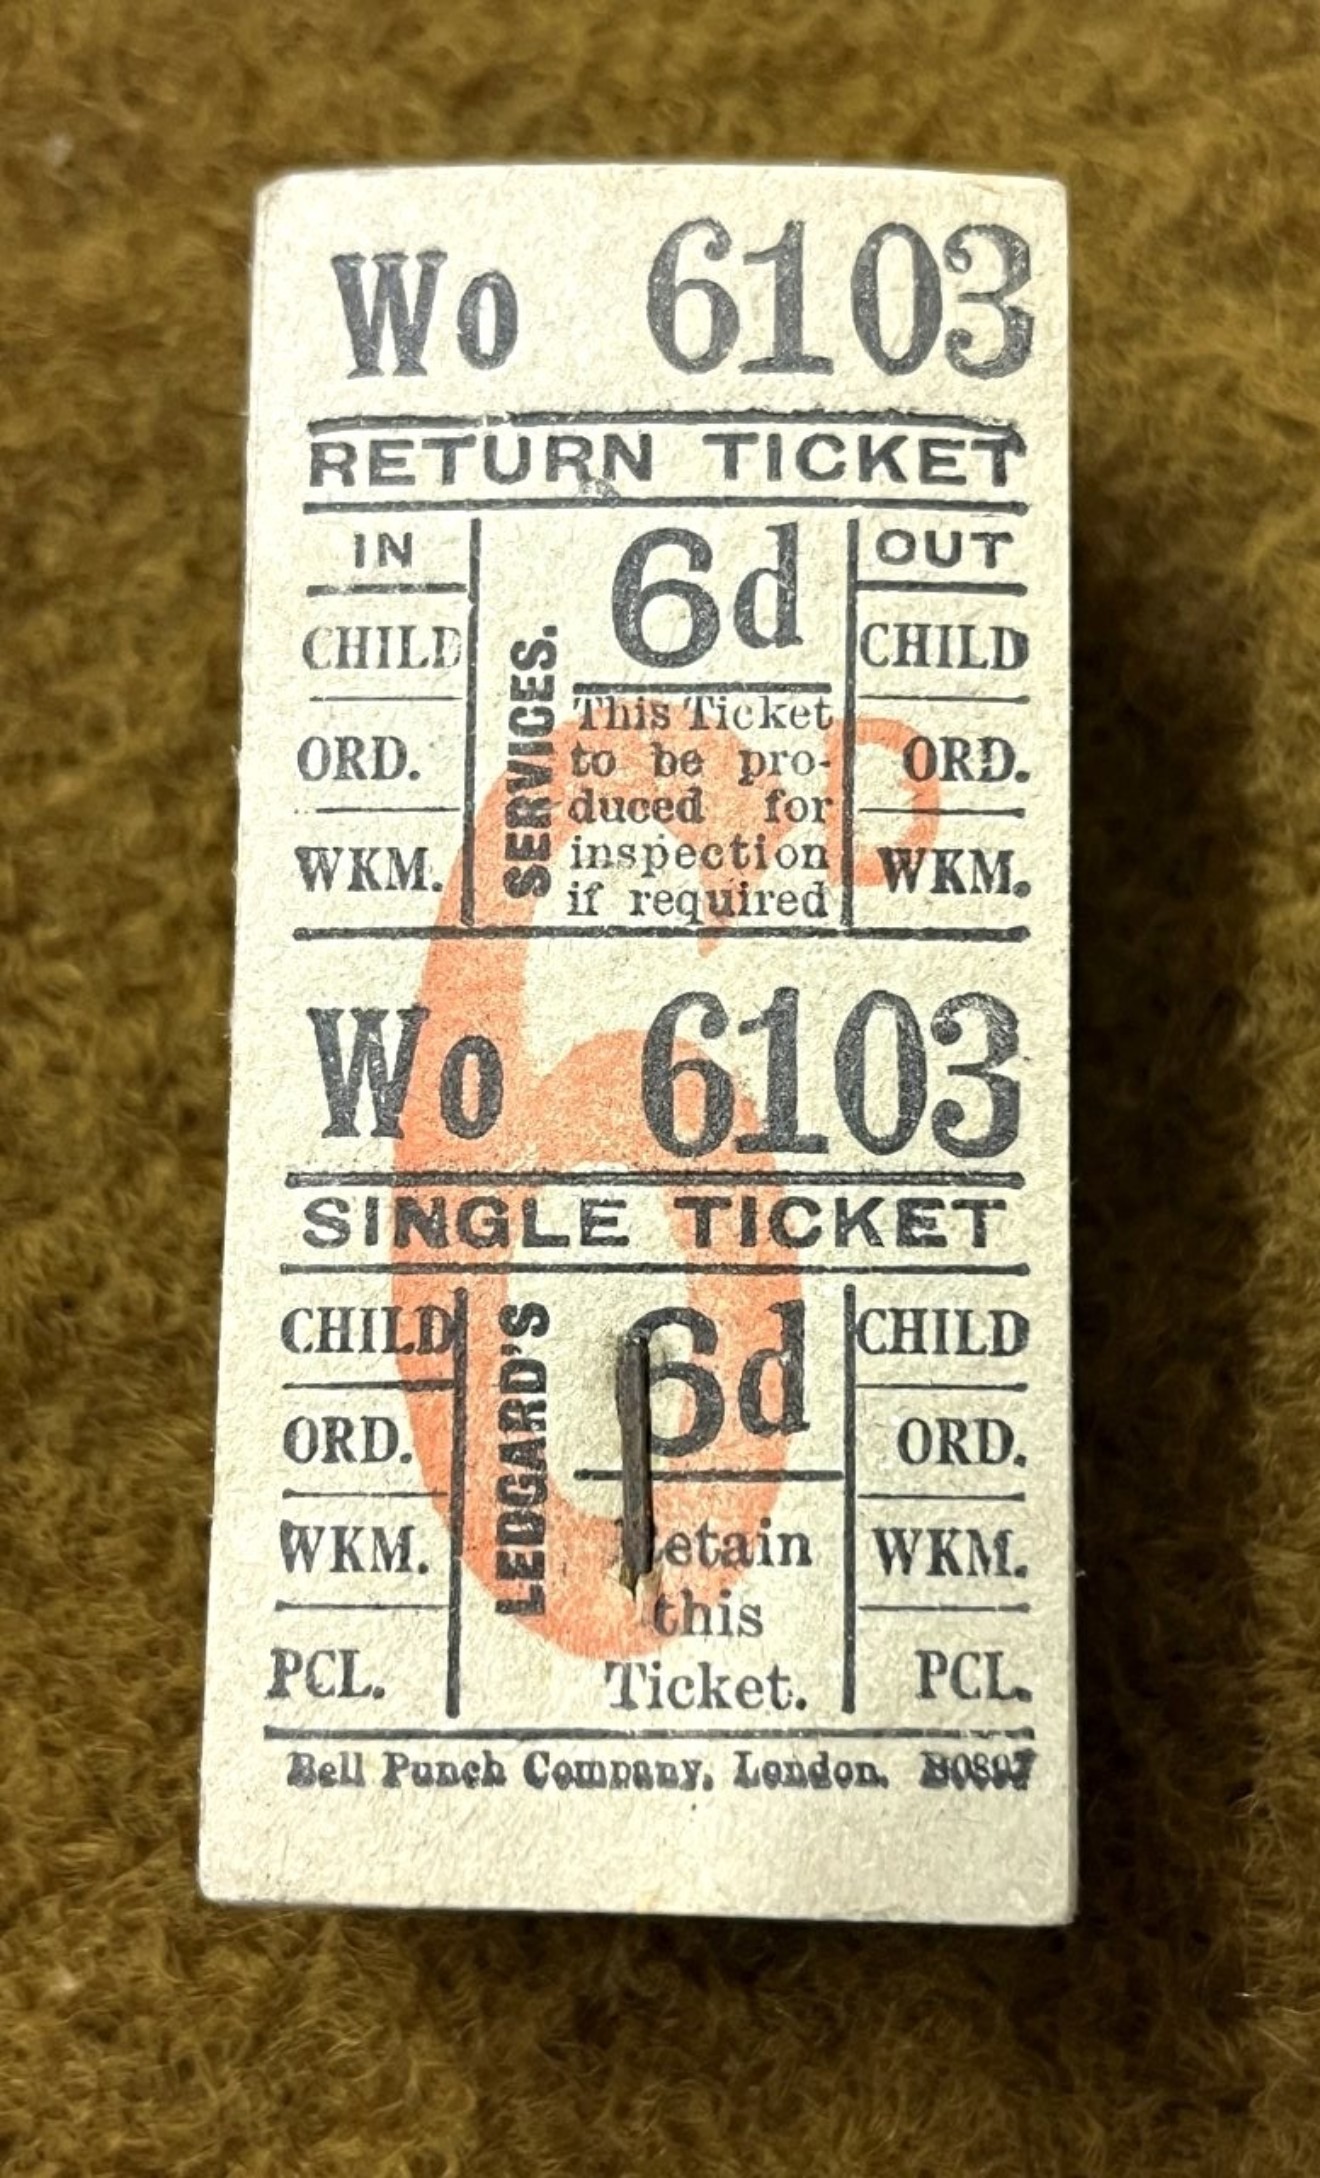 Wo 6103
RETURN TICKET
IN
CHILD
ORD.
WKM.
SERVICES.
6d
This Ticket
to be pro-
duced for
inspection
if required
OUT
CHILD
ORD.
WKM.
6D
Wo 6103
SINGLE TICKET
CHILD
ORD.
WKM.
PCL.
LEDGARD'S
6d
Retain
this
Ticket.
CHILD
ORD.
WKM.
PCL.
Bell Punch Company, London.